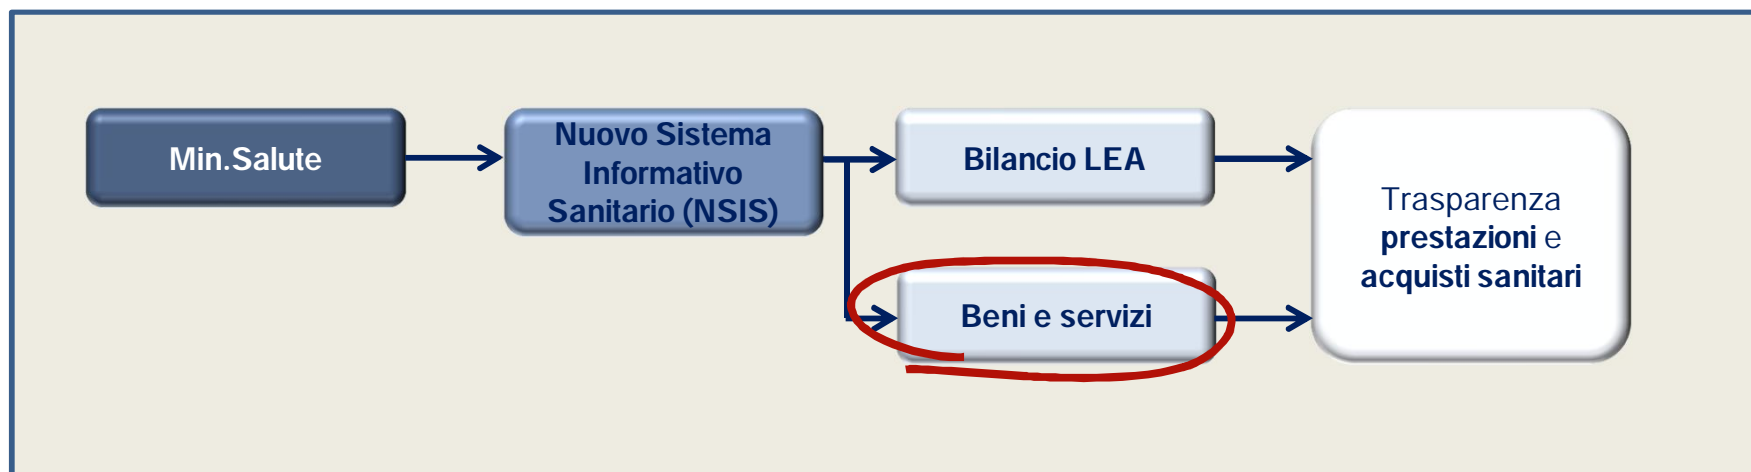 Min.Salute
Nuovo Sistema
Informativo
Sanitario (NSIS)
Bilancio LEA
Beni e servizi
Trasparenza
prestazioni e
acquisti sanitari